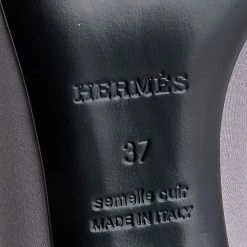 HERMÈS
37
semelle cuir
MADE IN ITALY